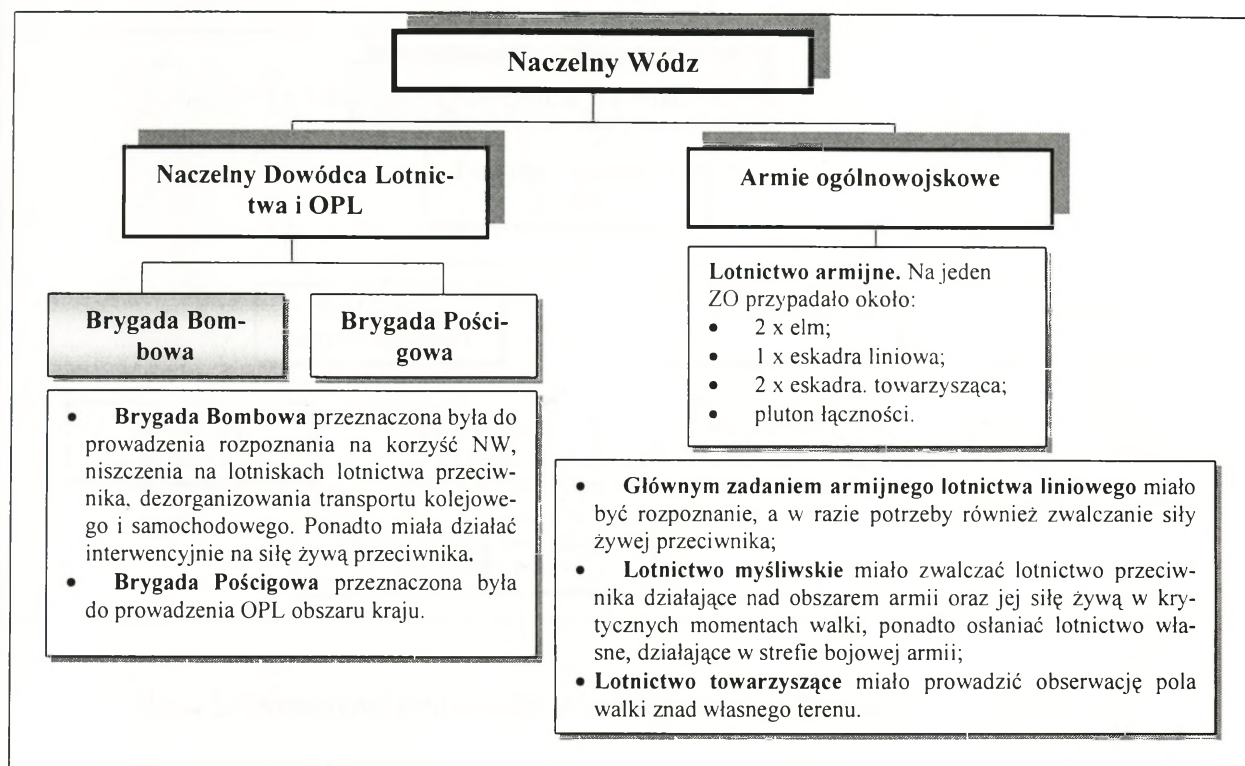 Naczelny Wódz
Naczelny Dowódca Lotnic-
twa i OPL
Armie ogólnowojskowe
Brygada Bom-
bowa
Brygada Pości-
gowa
Lotnictwo armijne. Na jeden
ZO przypadało około:
• 2 x elm;
• 1 x eskadra liniowa;
• 2 x eskadra. towarzysząca;
• pluton łączności.
• Brygada Bombowa przeznaczona była do
prowadzenia rozpoznania na korzyść NW,
niszczenia na lotniskach lotnictwa przeciw-
nika, dezorganizowania transportu kolejowe-
go i samochodowego. Ponadto miała działać
interwencyjnie na siłę żywą przeciwnika.
• Brygada Pościgowa przeznaczona była
do prowadzenia OPL obszaru kraju.
• Głównym zadaniem armijnego lotnictwa liniowego miało
być rozpoznanie, a w razie potrzeby również zwalczanie siły
żywej przeciwnika;
• Lotnictwo myśliwskie miało zwalczać lotnictwo przeciw-
nika działające nad obszarem armii oraz jej siłę żywą w kry-
tycznych momentach walki, ponadto osłaniać lotnictwo wła-
sne, działające w strefie bojowej armii;
• Lotnictwo towarzyszące miało prowadzić obserwację pola
walki znad własnego terenu.